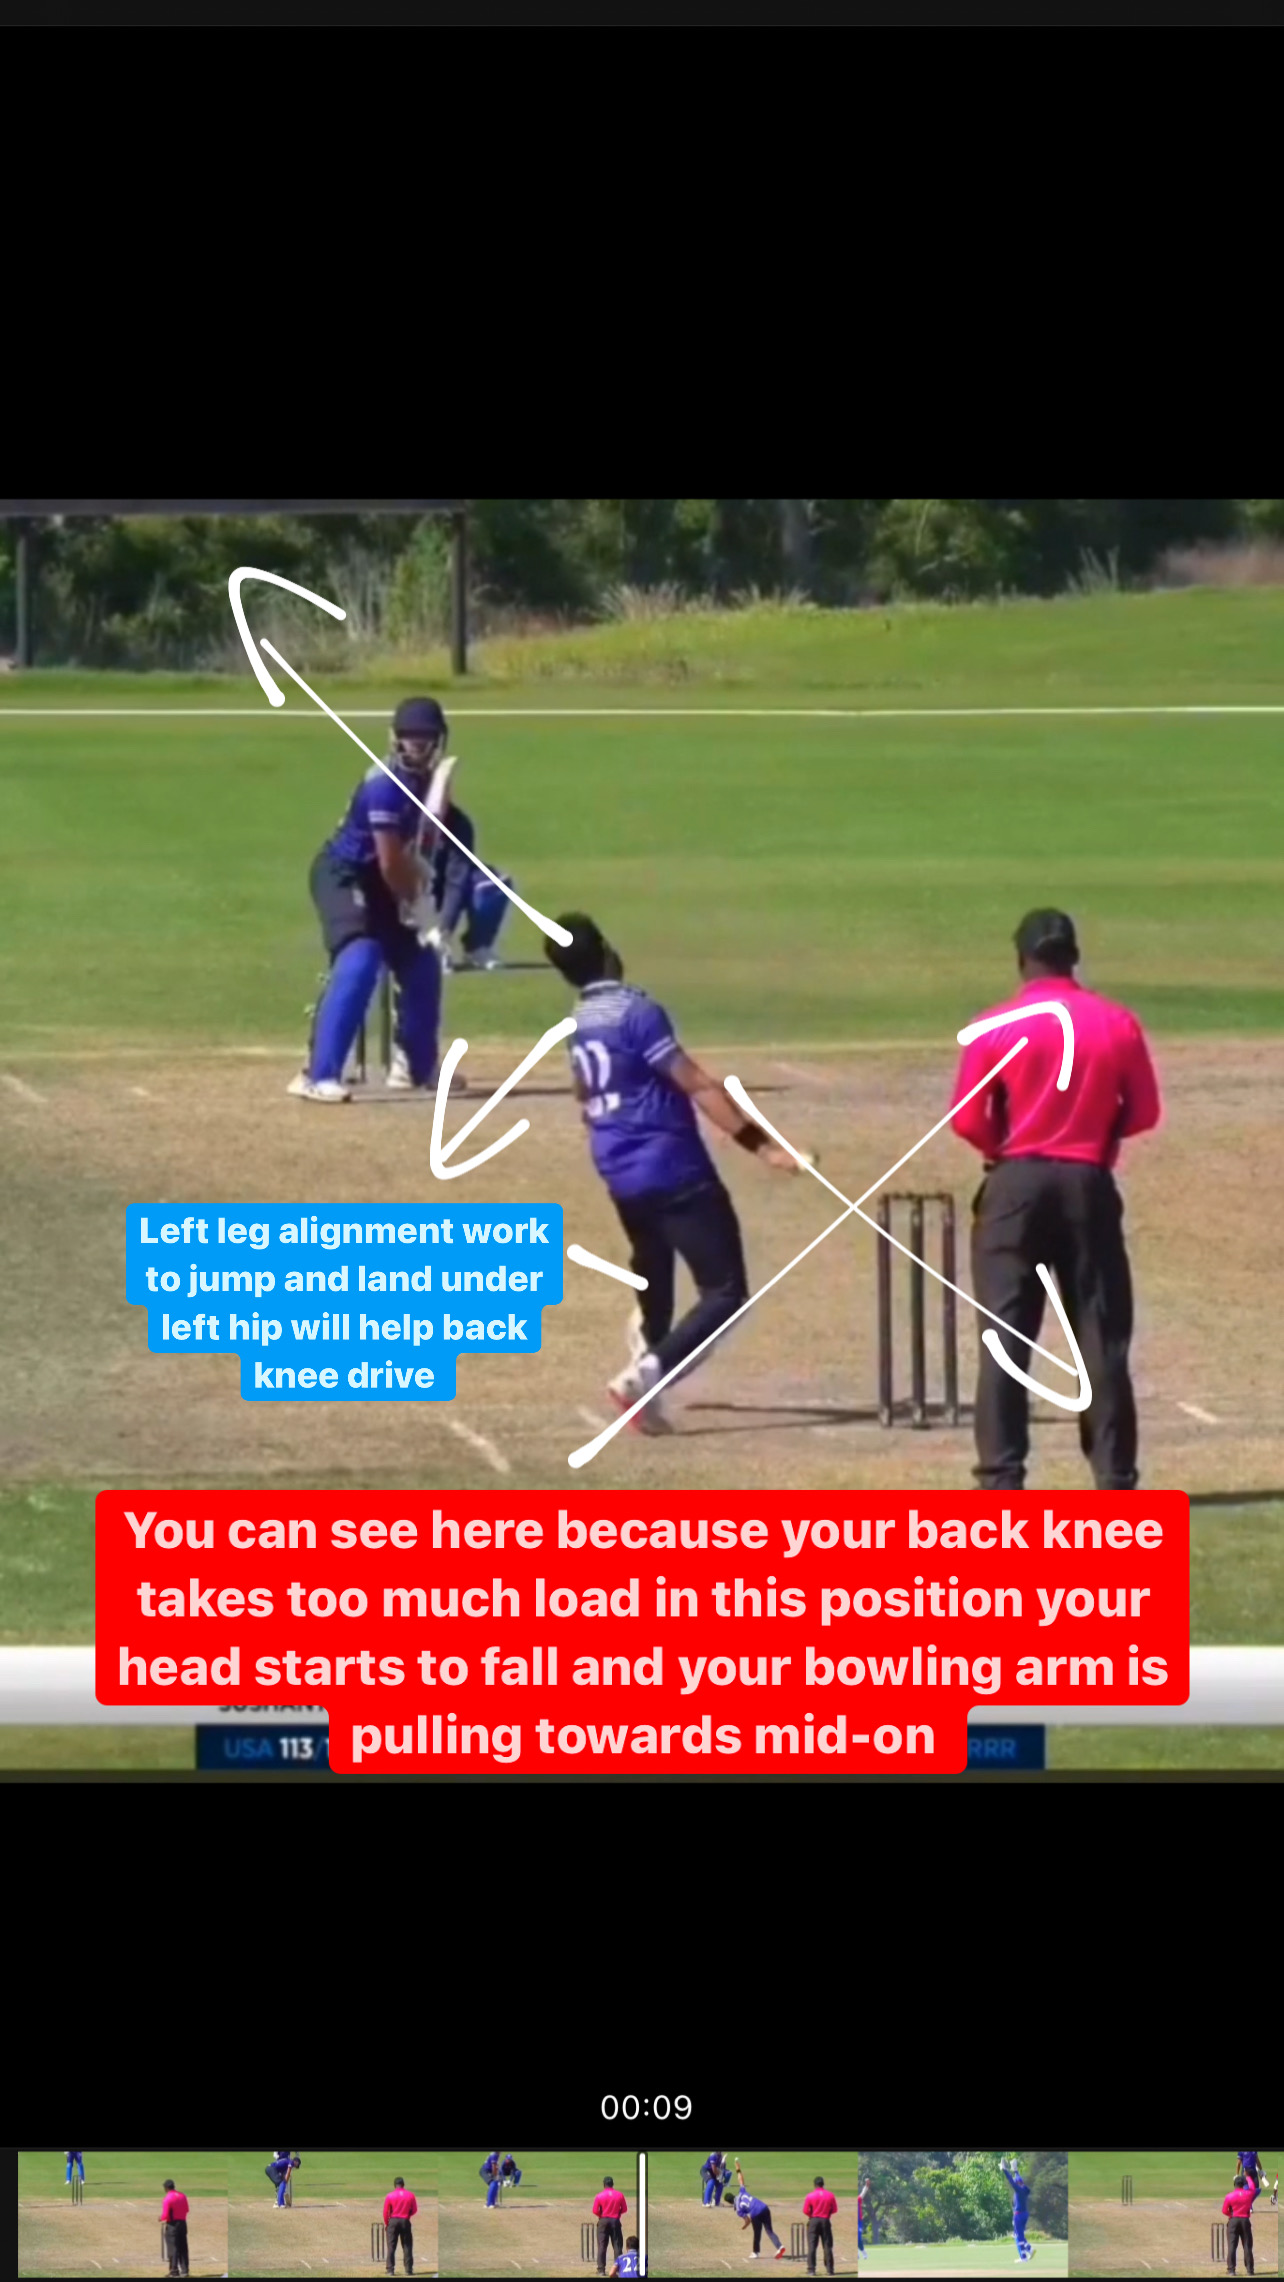 22
Left leg alignment work
to jump and land under
left hip will help back
knee drive
You can see here because your back knee
takes too much load in this position your
head starts to fall and your bowling arm is
pulling towards mid-on
USA 113/
RRR
00:09